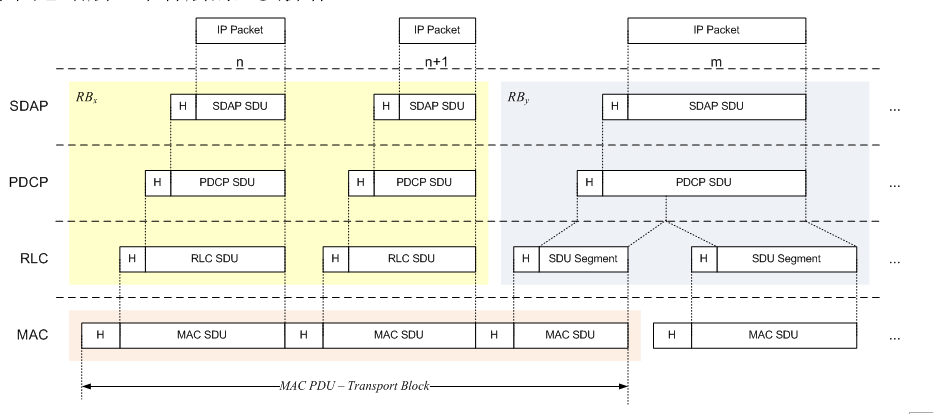 IP Packet IP Packet IP Packet
n n+1 m
RBx RBy
SDAP H SDAP SDU H SDAP SDU H SDAP SDU ...
PDCP H PDCP SDU H PDCP SDU H PDCP SDU ...
RLC H RLC SDU H RLC SDU H SDU Segment H SDU Segment ...
MAC H MAC SDU H MAC SDU H MAC SDU H MAC SDU ...
MAC PDU – Transport Block